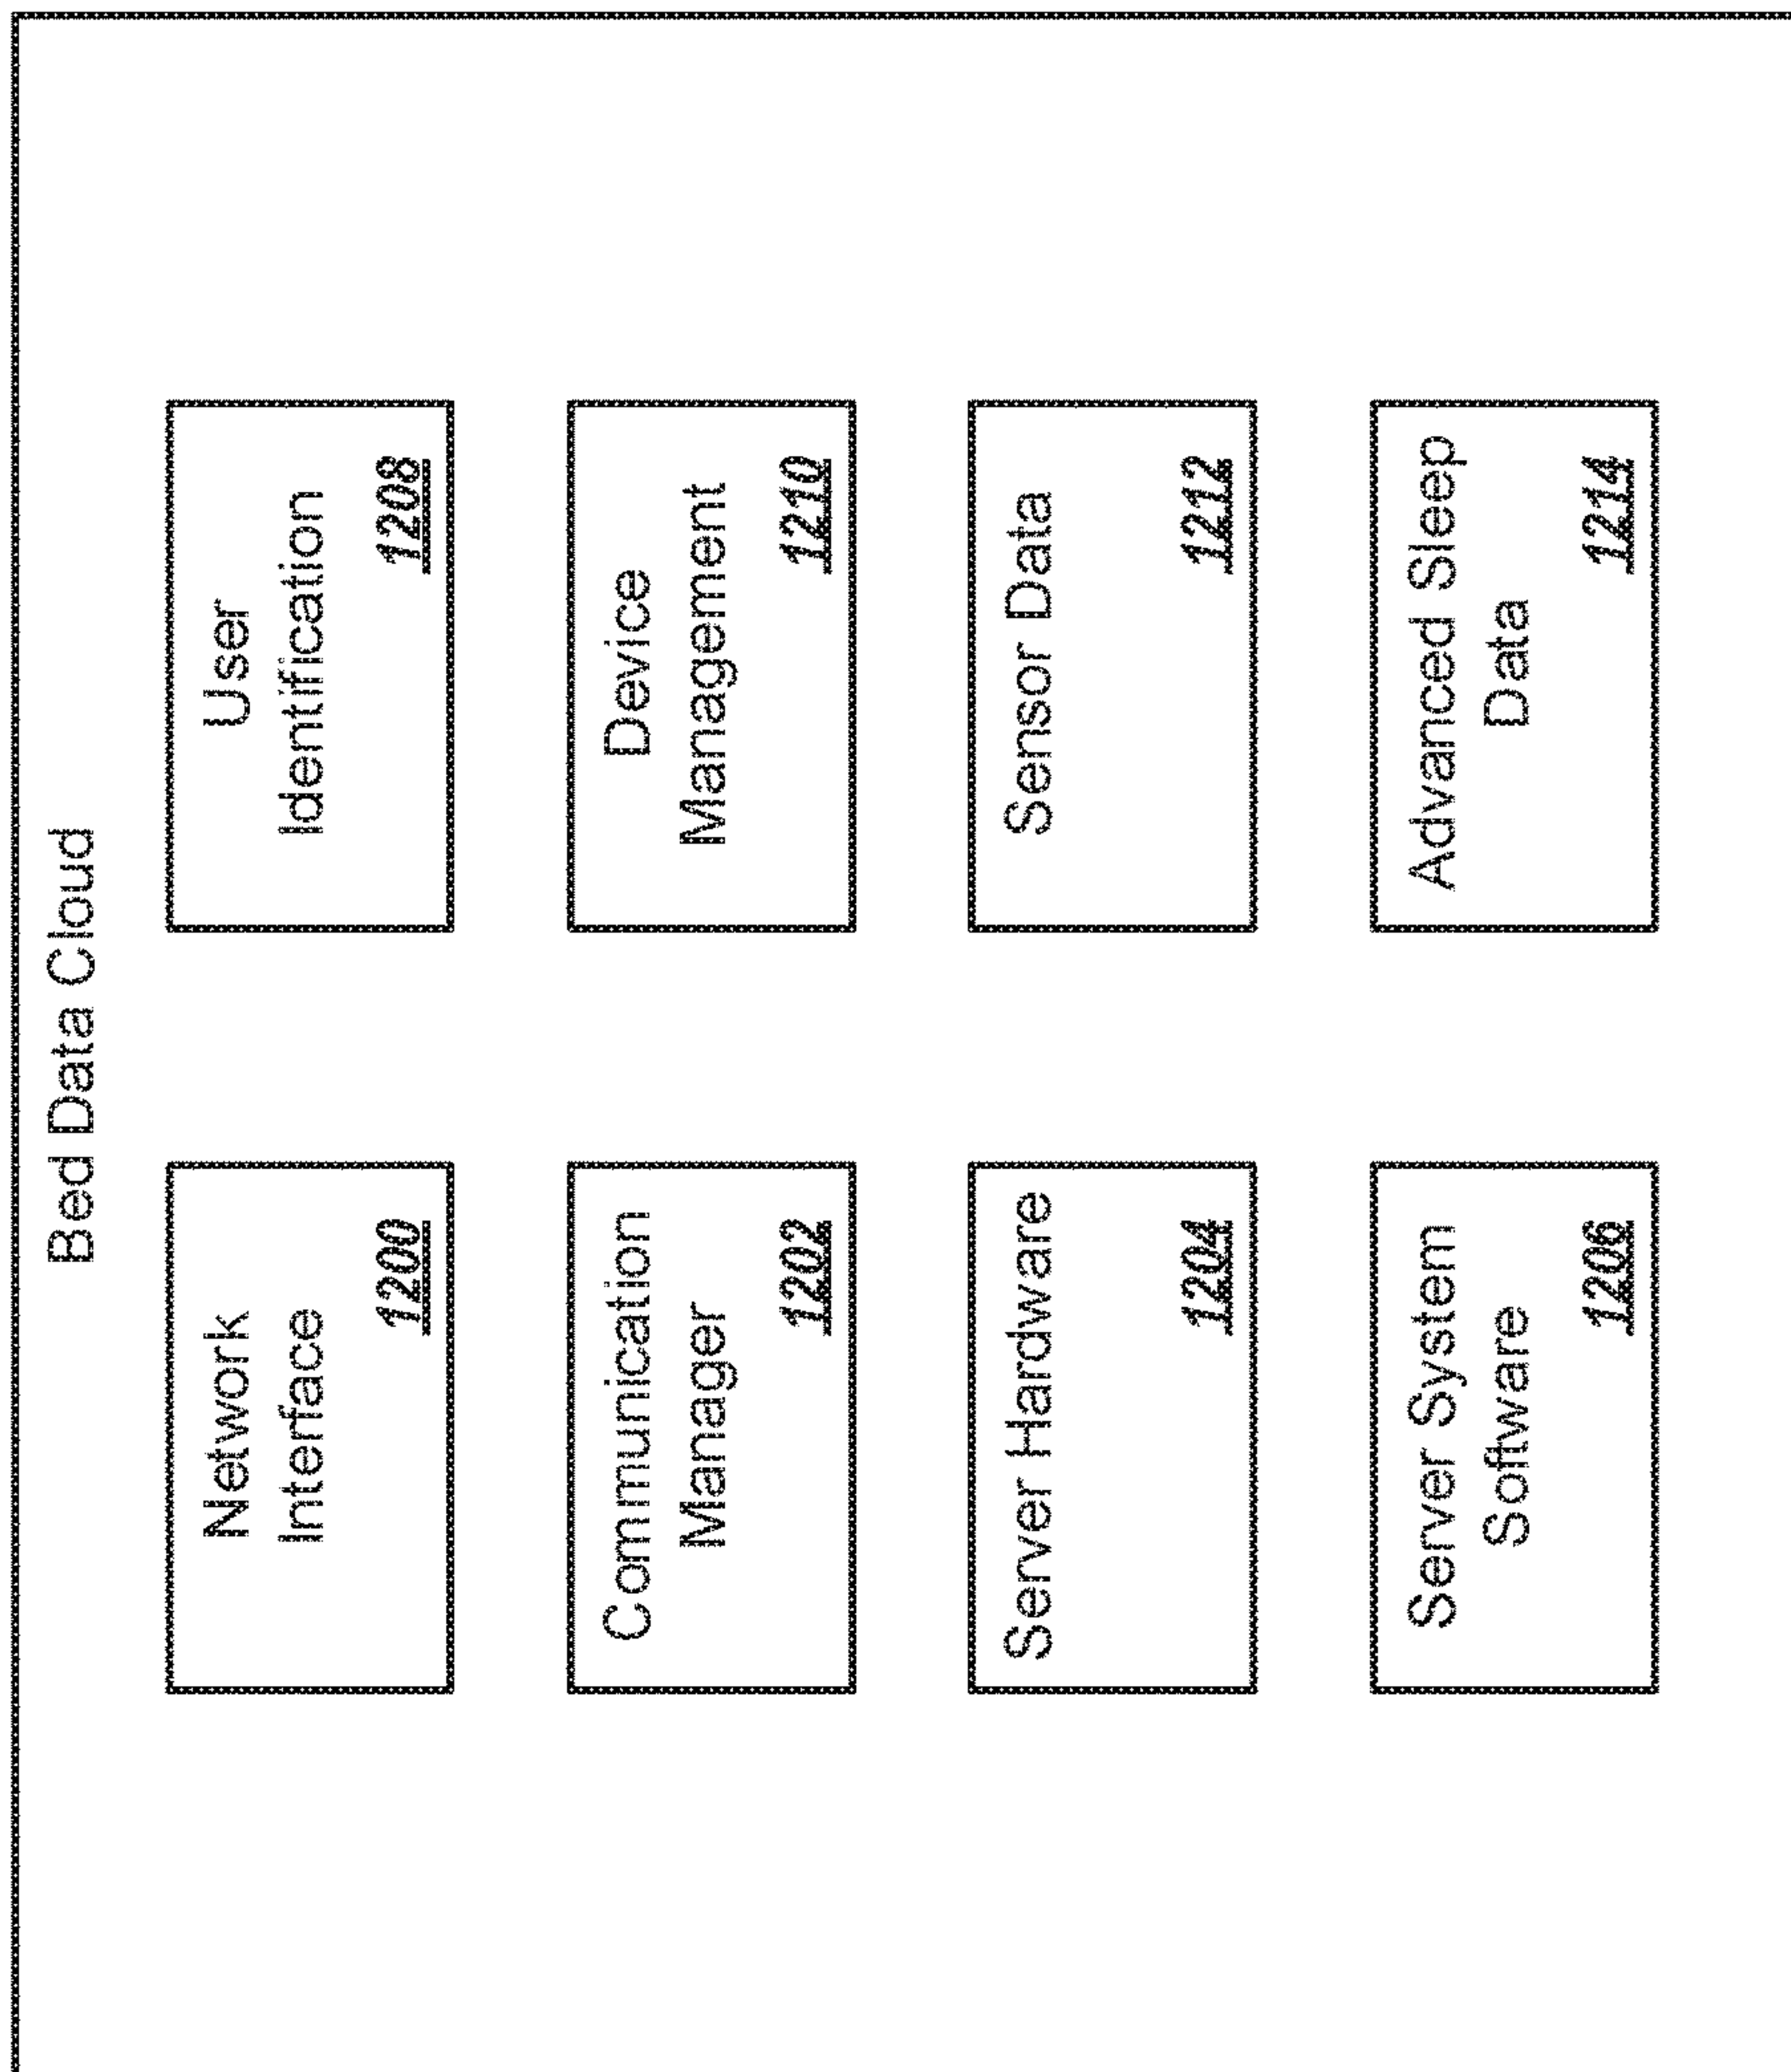 Bed Data Cloud
Network
Interface
1200
Communication
Manager
1202
Server Hardware
1204
Server System
Software
1206
User
Identification
1208
Device
Management
1210
Sensor Data
1212
Advanced Sleep
Data
1214